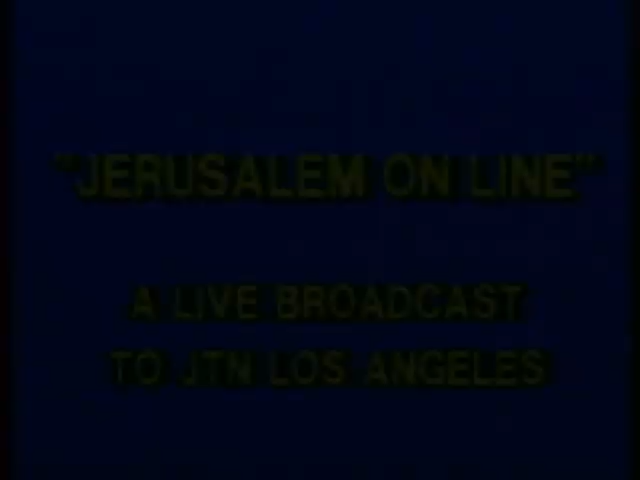 "JERUSALEM ON LINE"
A LIVE BROADCAST
TO JTN LOS ANGELES